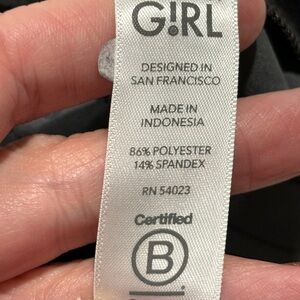 G!RL
DESIGNED IN
SAN FRANCISCO
MADE IN
INDONESIA
86% POLYESTER
14% SPANDEX
RN 54023
Certified
B